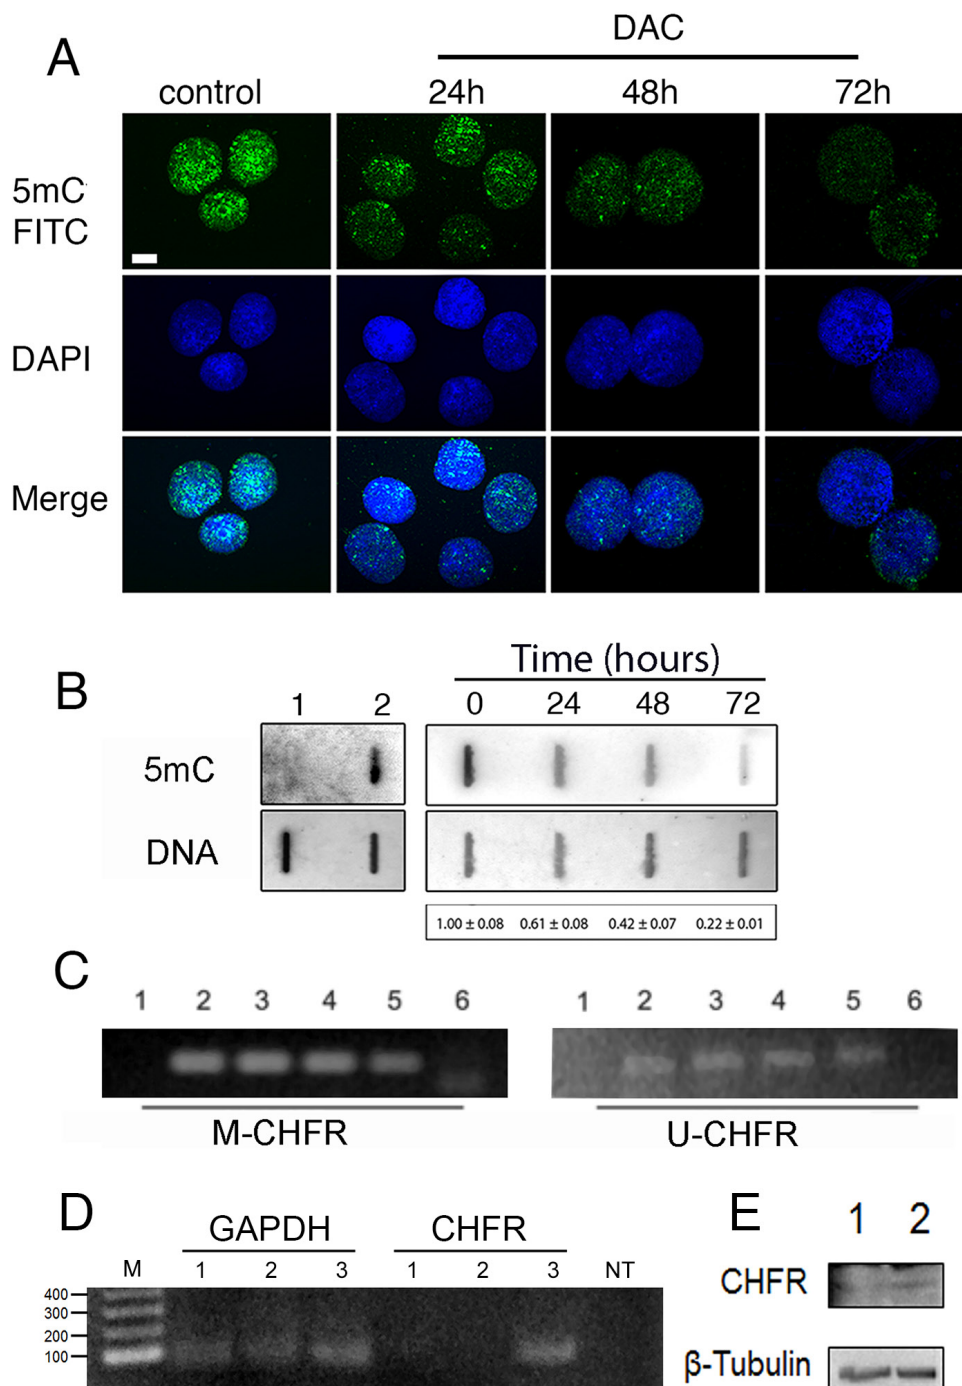 A
DAC
control 24h 48h 72h
5mC
FITC
DAPI
Merge
B
Time (hours)
1 2 0 24 48 72
5mC
DNA
1.00 ± 0.08 0.61 ± 0.08 0.42 ± 0.07 0.22 ± 0.01
C
1 2 3 4 5 6 1 2 3 4 5 6
M-CHFR U-CHFR
D
GAPDH CHFR
M 1 2 3 1 2 3 NT
400
300
200
100
E
1 2
CHFR
β-Tubulin